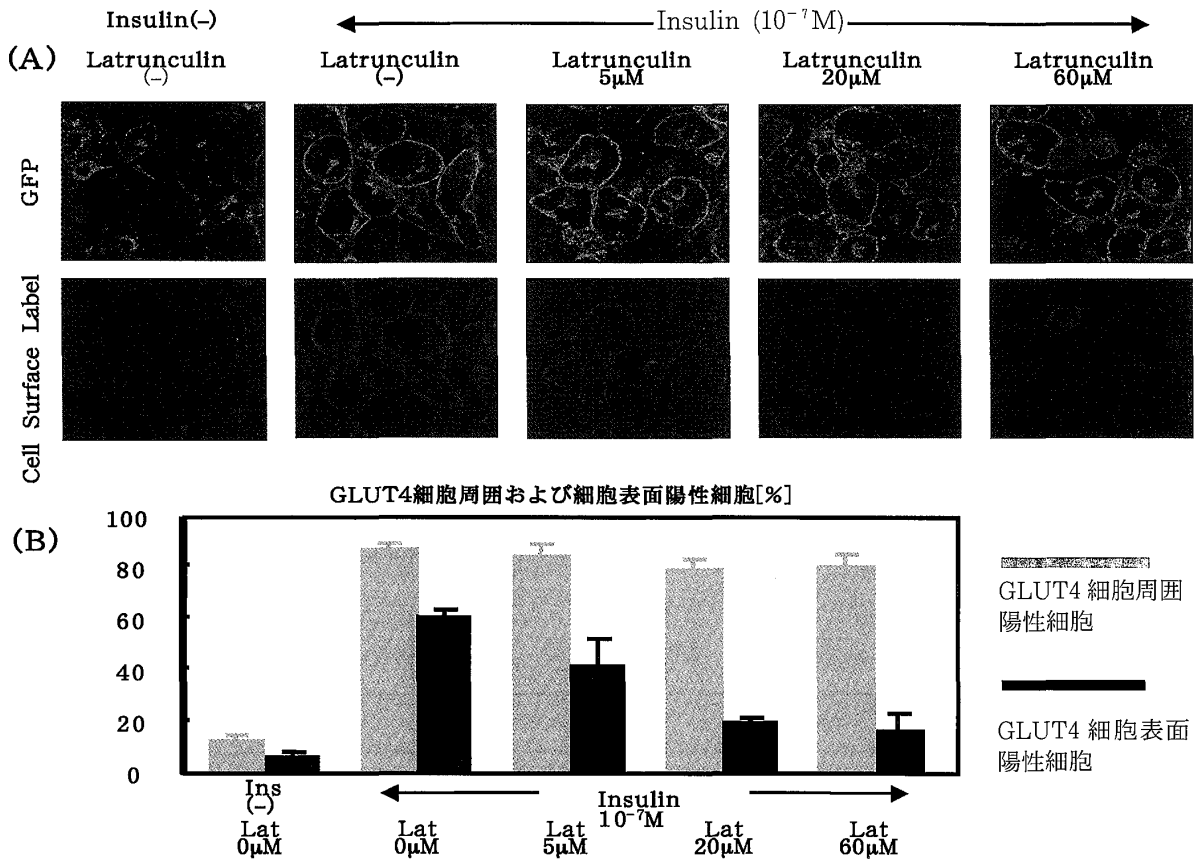 Insulin(-)
Insulin (10⁻⁷M)
(A)
Latrunculin
(-)
Latrunculin
(-)
Latrunculin
5μM
Latrunculin
20μM
Latrunculin
60μM
GFP
Cell Surface Label
GLUT4細胞周囲および細胞表面陽性細胞[%]
(B)
100
80
60
40
20
0
GLUT4 細胞周囲
陽性細胞
GLUT4 細胞表面
陽性細胞
Ins
(-)
Insulin
10⁻⁷M
Lat
0μM
Lat
0μM
Lat
5μM
Lat
20μM
Lat
60μM